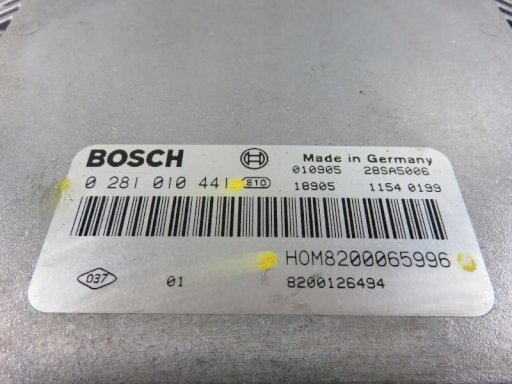 BOSCH Made in Germany
010905 28SA5006
0 281 010 441 810 18905 1154 0199
HOM8200065996
037 01 8200126494